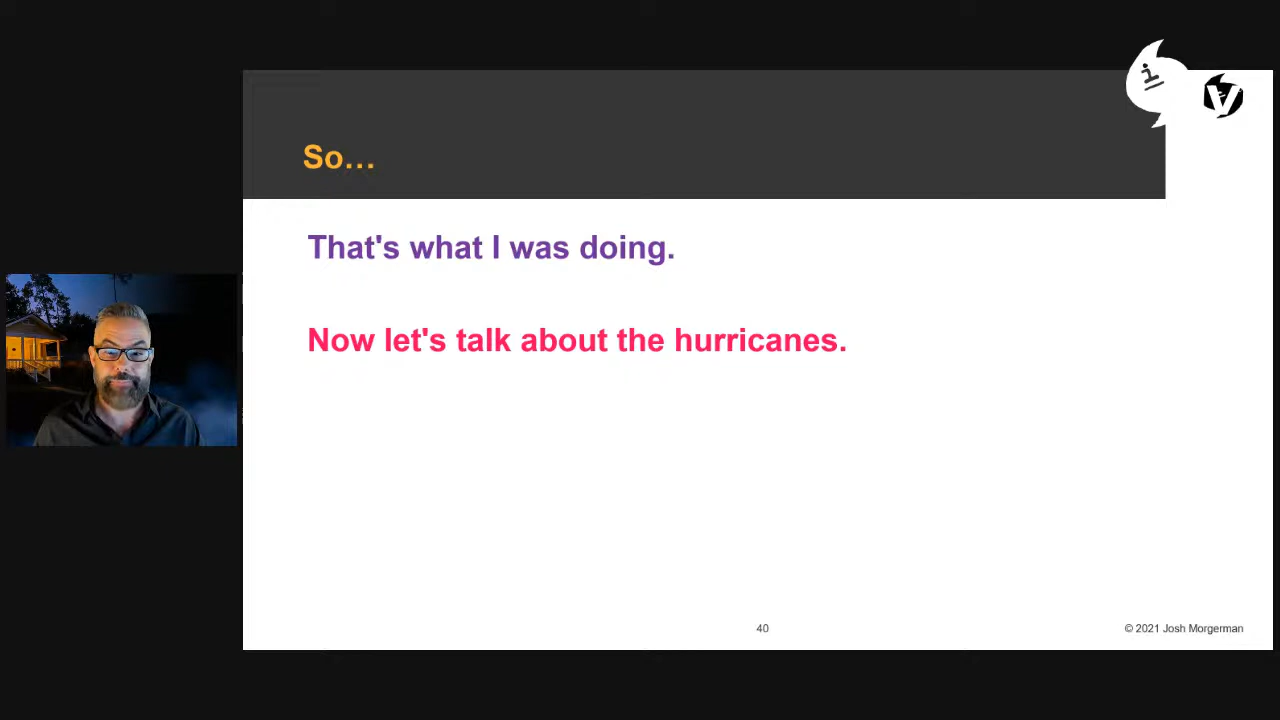 So…
That's what I was doing.
Now let's talk about the hurricanes.
40
© 2021 Josh Morgerman